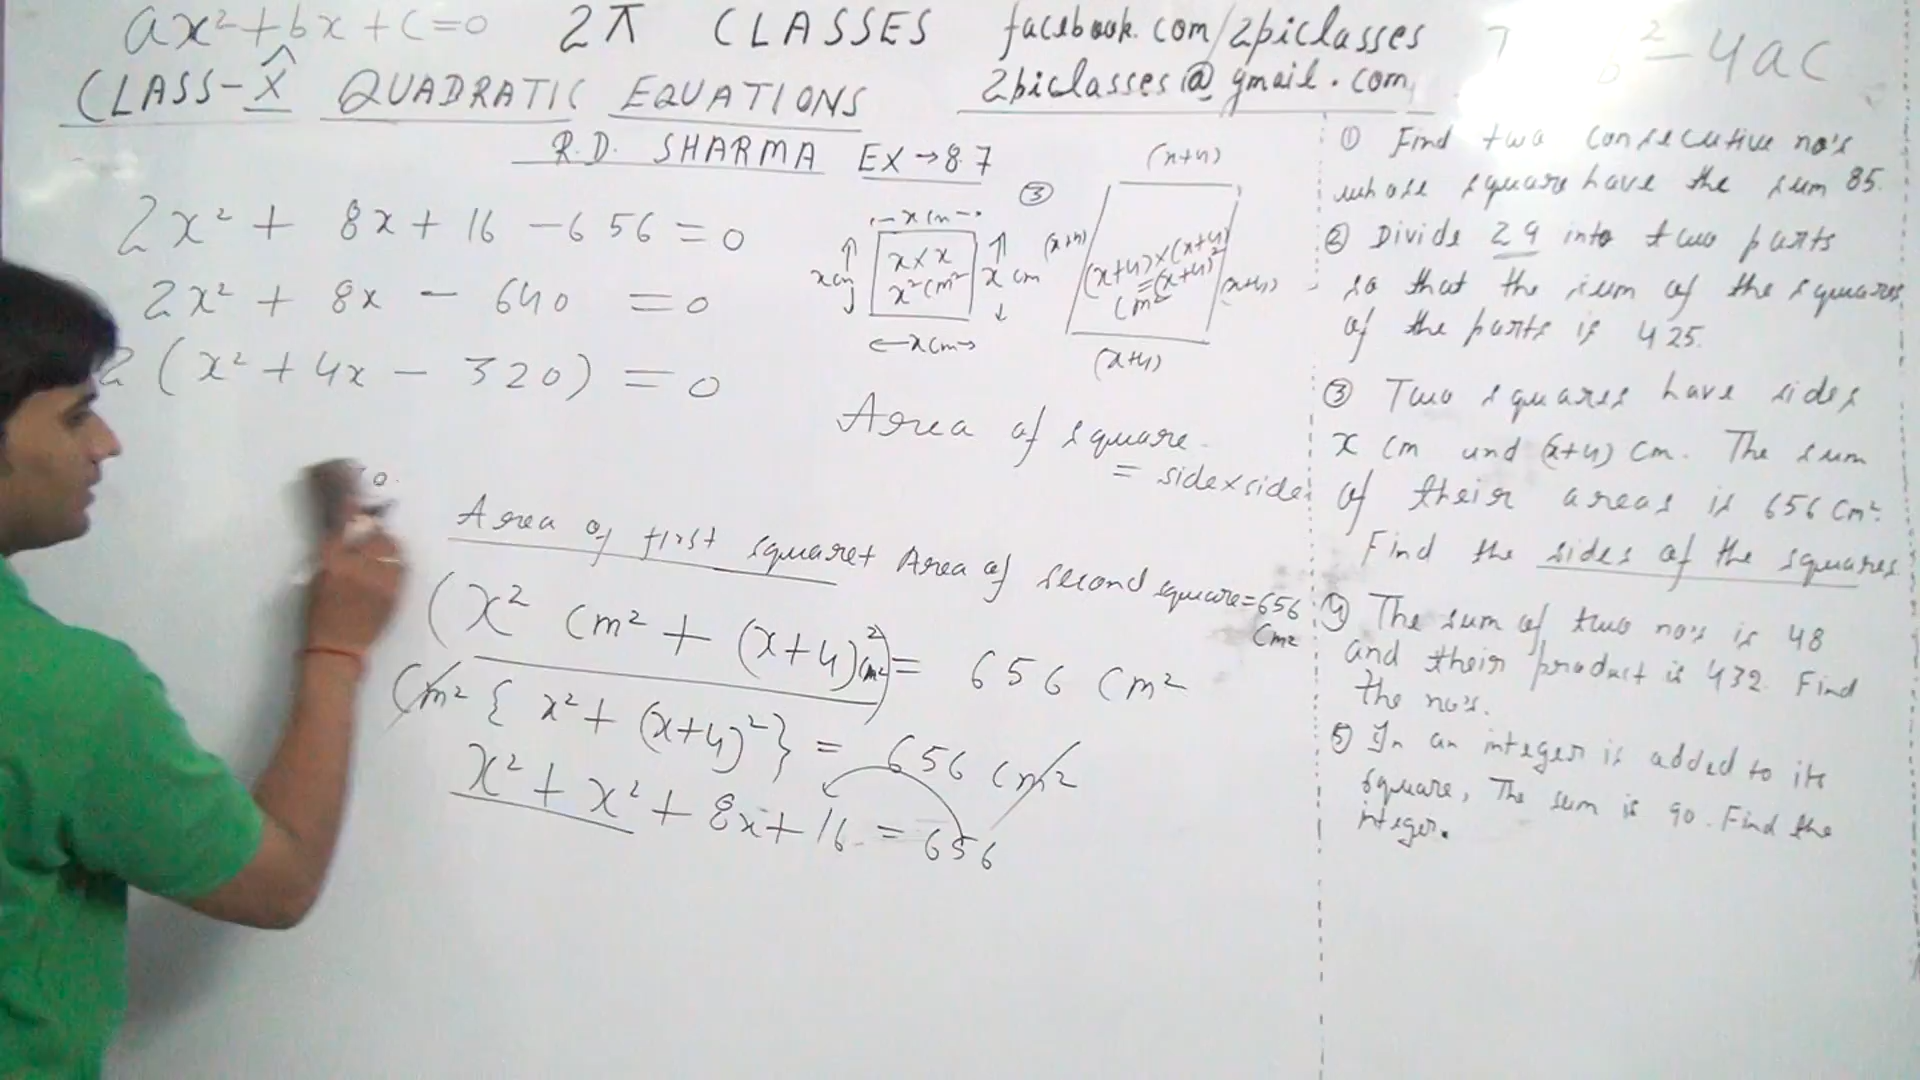 ax²+bx+c=0 2π CLASSES facebook.com/2piclasses
2-4ac
CLASS-X QUADRATIC EQUATIONS 2piclasses@gmail.com
R.D. SHARMA EX→8.7
2x² + 8x + 16 - 656 = 0
2x² + 8x - 640 = 0
2 (x² + 4x - 320) = 0
③
x cm
x cm
x × x
x² cm²
x cm
x cm
(x+4)
(x+4)
(x+4)×(x+4)
=(x+4)²
cm²
(x+4)
(x+4)
Area of square
= side×side
Area of first square + Area of second square = 656
cm²
(x² cm² + (x+4)² cm²) = 656 cm²
cm² { x² + (x+4)² } = 656 cm²
x² + x² + 8x + 16 = 656
① Find two consecutive no's
whose square have the sum 85.
② Divide 29 into two parts
so that the sum of the squares
of the parts is 425.
③ Two squares have sides
x cm and (x+4) cm. The sum
of their areas is 656 cm².
Find the sides of the squares
④ The sum of two no's is 48
and their product is 432. Find
the no's.
⑤ In an integer is added to its
square, The sum is 90. Find the
integer.